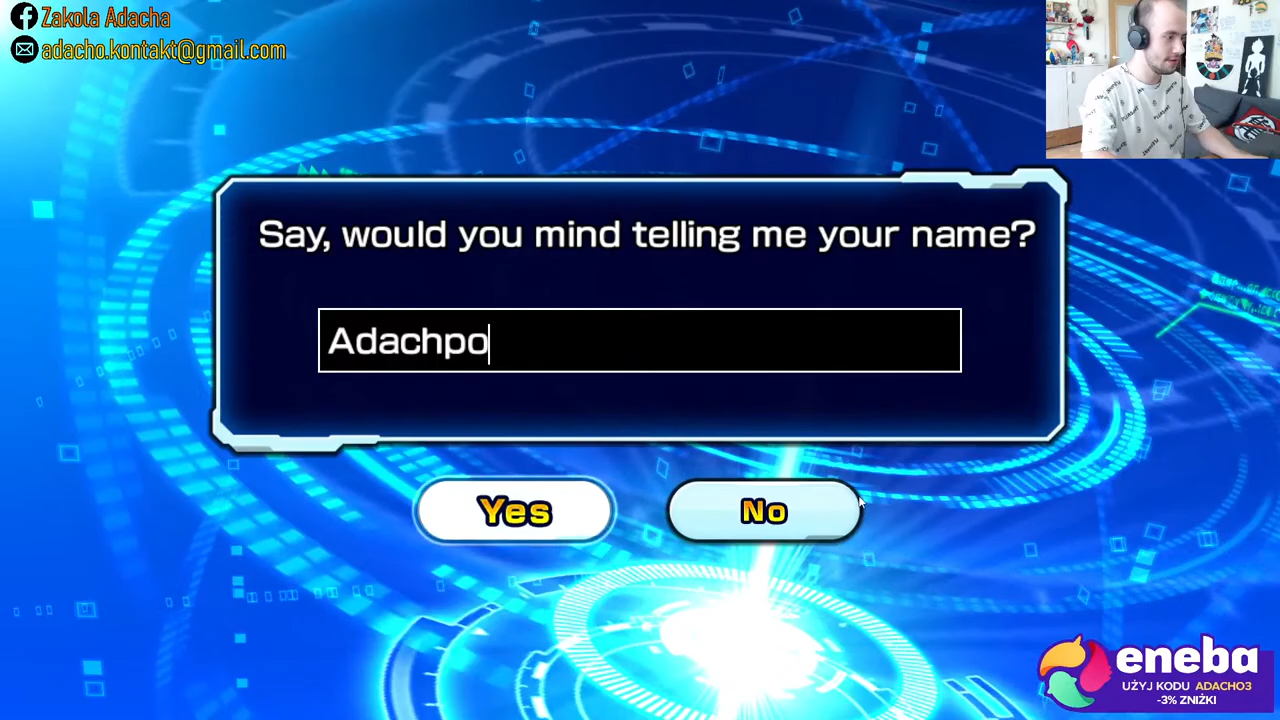 Zakola Adacha
adacho.kontakt@gmail.com
Say, would you mind telling me your name?
Adachpo
Yes
No
eneba
UŻYJ KODU ADACHO3
-3% ZNIŻKI